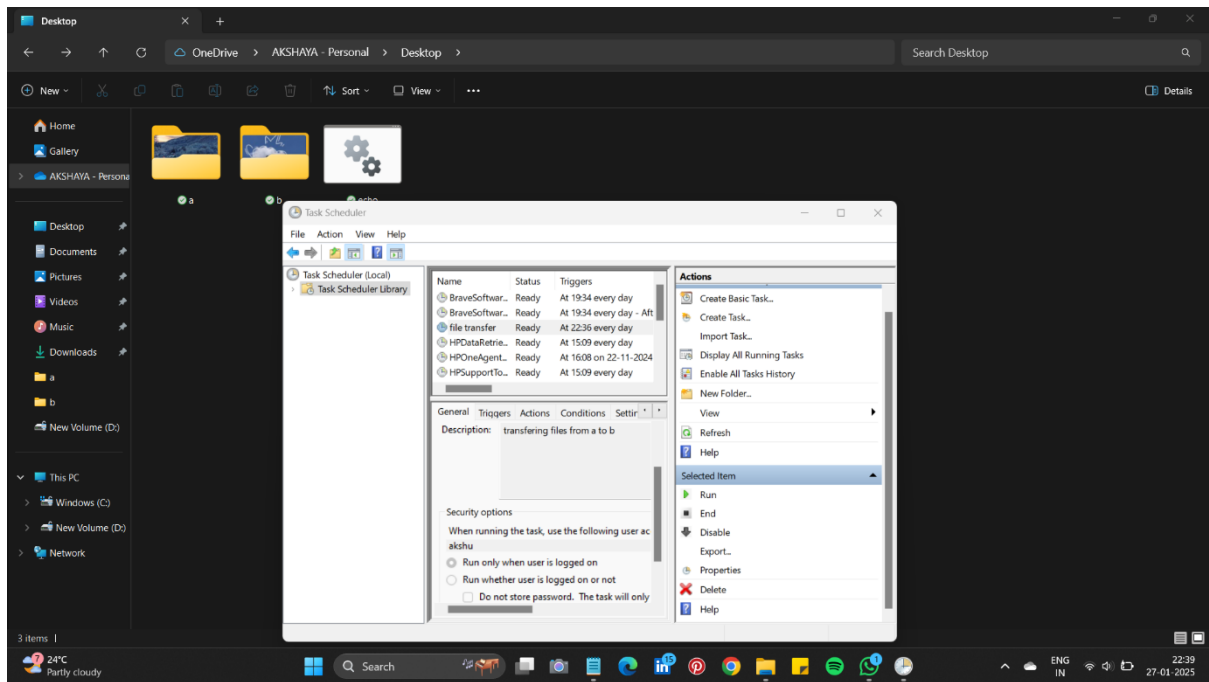 Desktop
OneDrive > AKSHAYA - Personal > Desktop >
Search Desktop
New
Sort
View
Details
Home
Gallery
AKSHAYA - Persona
Desktop
Documents
Pictures
Videos
Music
Downloads
a
b
New Volume (D:)
This PC
Windows (C:)
New Volume (D:)
Network
a
b
echo
Task Scheduler
File Action View Help
Task Scheduler (Local)
Task Scheduler Library
Name Status Triggers
BraveSoftwar... Ready At 19:34 every day
BraveSoftwar... Ready At 19:34 every day - Aft
file transfer Ready At 22:36 every day
HPDataRetrie... Ready At 15:09 every day
HPOneAgent... Ready At 16:08 on 22-11-2024
HPSupportTo... Ready At 15:09 every day
General Triggers Actions Conditions Settin
Description: transfering files from a to b
Security options
When running the task, use the following user ac
akshu
Run only when user is logged on
Run whether user is logged on or not
Do not store password. The task will only
Actions
Create Basic Task...
Create Task...
Import Task...
Display All Running Tasks
Enable All Tasks History
New Folder...
View
Refresh
Help
Selected Item
Run
End
Disable
Export...
Properties
Delete
Help
3 items
7
24°C
Partly cloudy
Search
15
1
ENG
IN
22:39
27-01-2025